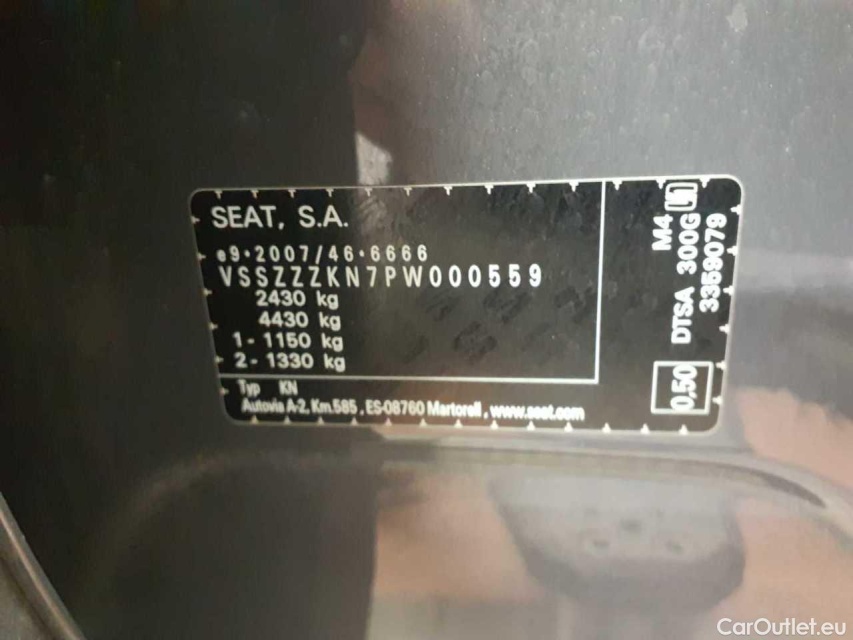 SEAT, S.A.
e9*2007/46*6666
VSSZZZKN7PW000559
2430 kg
4430 kg
1 - 1150 kg
2 - 1330 kg
Typ KN
Autovía A-2, Km.585, ES-08760 Martorell, www.seat.com
M4
DTSA 300G
3359079
0,50
CarOutlet.eu